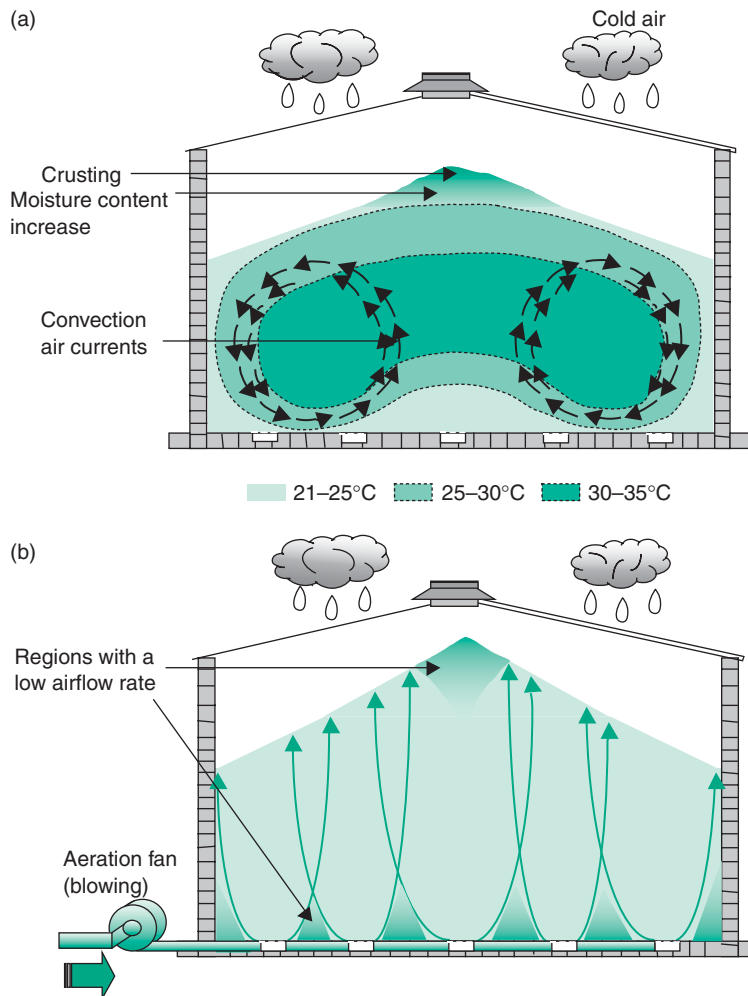 (a)
Cold air
Crusting
Moisture content
increase
Convection
air currents
21–25°C
25–30°C
30–35°C
(b)
Regions with a
low airflow rate
Aeration fan
(blowing)